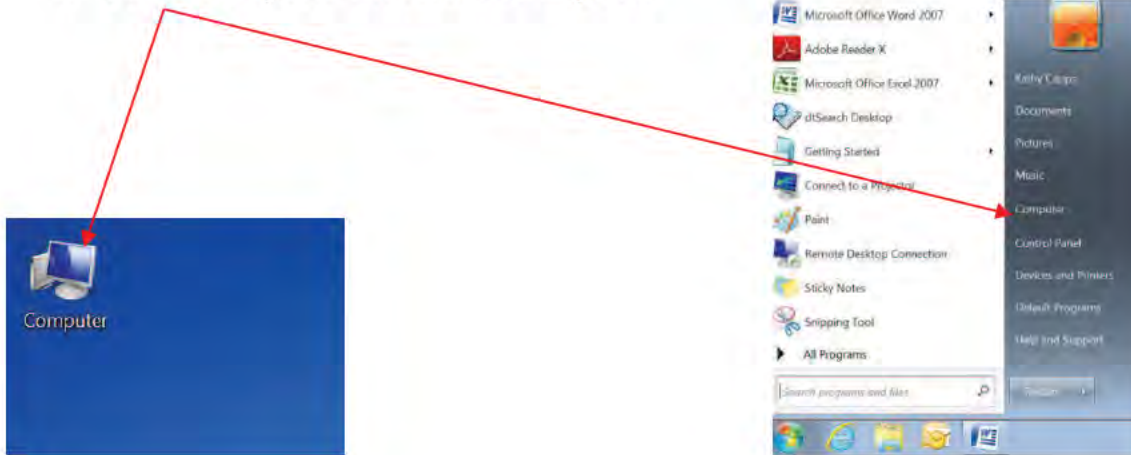 Microsoft Office Word 2007
Adobe Reader X
Microsoft Office Excel 2007
dtSearch Desktop
Getting Started
Connect to a Projector
Paint
Remote Desktop Connection
Sticky Notes
Snipping Tool
All Programs
Search programs and files
Kathy
Documents
Pictures
Music
Computer
Control Panel
Devices and Printers
Default Programs
Help and Support
Computer